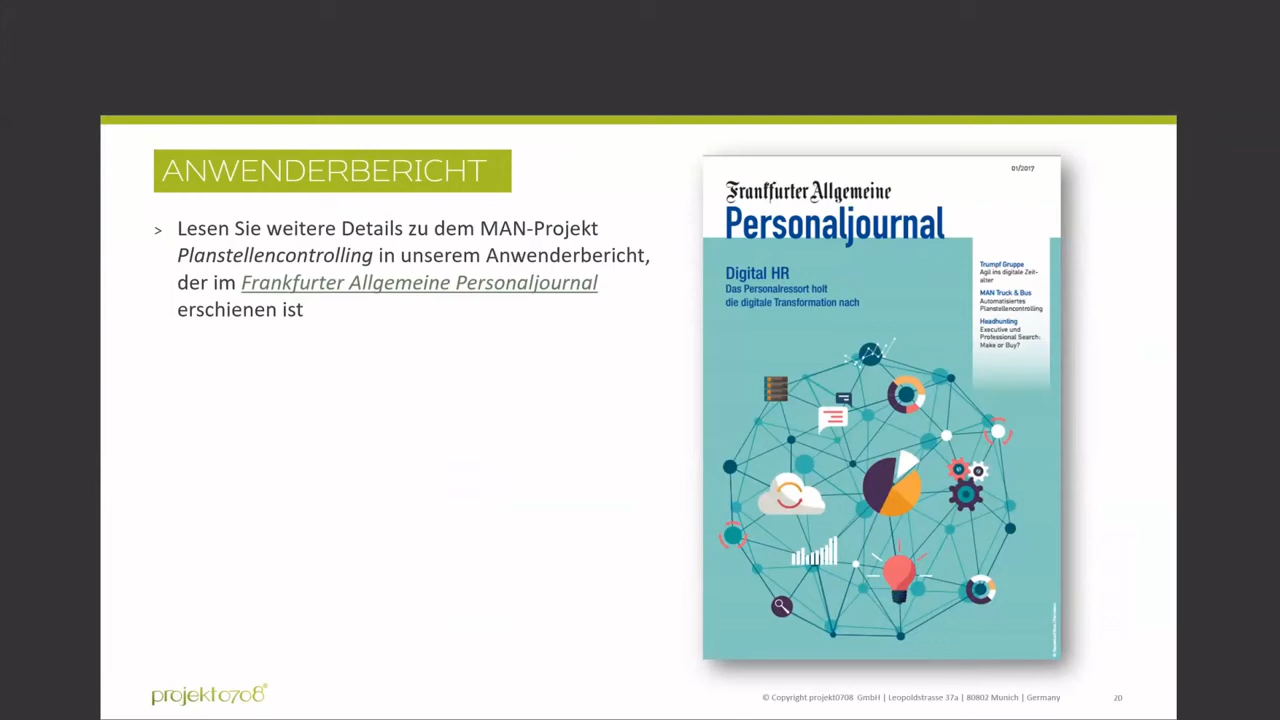 ANWENDERBERICHT
> Lesen Sie weitere Details zu dem MAN-Projekt
Planstellencontrolling in unserem Anwenderbericht,
der im Frankfurter Allgemeine Personaljournal
erschienen ist
01/2017
Frankfurter Allgemeine
Personaljournal
Digital HR
Das Personalressort holt
die digitale Transformation nach
Trumpf Gruppe
Agil ins digitale Zeit-
alter
MAN Truck & Bus
Automatisiertes
Planstellencontrolling
Headhunting
Executive und
Professional Search:
Make or Buy?
projekt0708®
© Copyright projekt0708 GmbH | Leopoldstrasse 37a | 80802 Munich | Germany
20